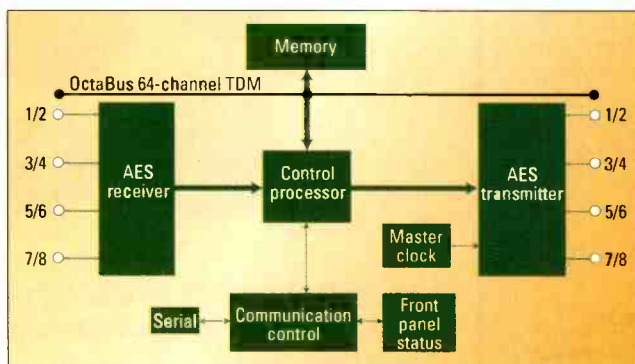 Memory
OctaBus 64-channel TDM
1/2
3/4
5/6
7/8
AES
receiver
Control
processor
AES
transmitter
1/2
3/4
5/6
7/8
Master
clock
Serial
Communication
control
Front
panel
status